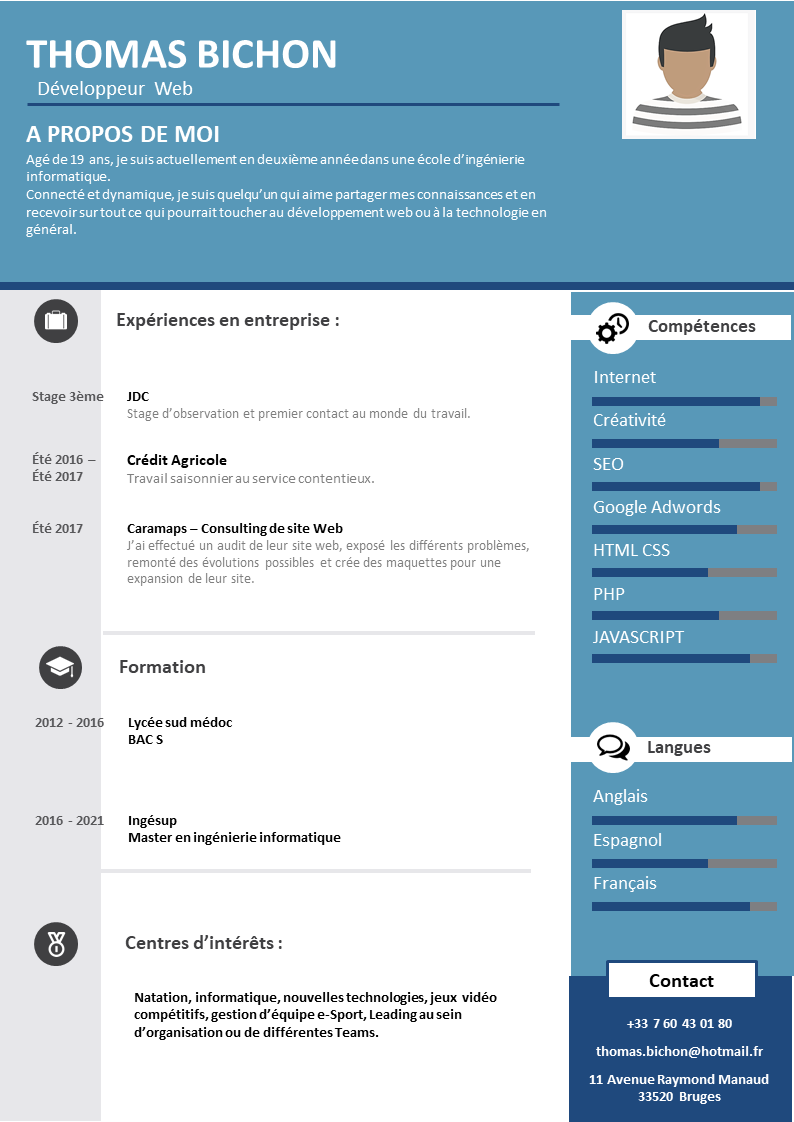 THOMAS BICHON
Développeur Web
A PROPOS DE MOI
Agé de 19 ans, je suis actuellement en deuxième année dans une école d'ingénierie
informatique.
Connecté et dynamique, je suis quelqu'un qui aime partager mes connaissances et en
recevoir sur tout ce qui pourrait toucher au développement web ou à la technologie en
général.
Expériences en entreprise :
Stage 3ème
JDC
Stage d'observation et premier contact au monde du travail.
Été 2016 –
Été 2017
Crédit Agricole
Travail saisonnier au service contentieux.
Été 2017
Caramaps – Consulting de site Web
J'ai effectué un audit de leur site web, exposé les différents problèmes,
remonté des évolutions possibles et crée des maquettes pour une
expansion de leur site.
Formation
2012 - 2016
Lycée sud médoc
BAC S
2016 - 2021
Ingésup
Master en ingénierie informatique
Centres d'intérêts :
Natation, informatique, nouvelles technologies, jeux vidéo
compétitifs, gestion d'équipe e-Sport, Leading au sein
d'organisation ou de différentes Teams.
Compétences
Internet
Créativité
SEO
Google Adwords
HTML CSS
PHP
JAVASCRIPT
Langues
Anglais
Espagnol
Français
Contact
+33 7 60 43 01 80
thomas.bichon@hotmail.fr
11 Avenue Raymond Manaud
33520 Bruges